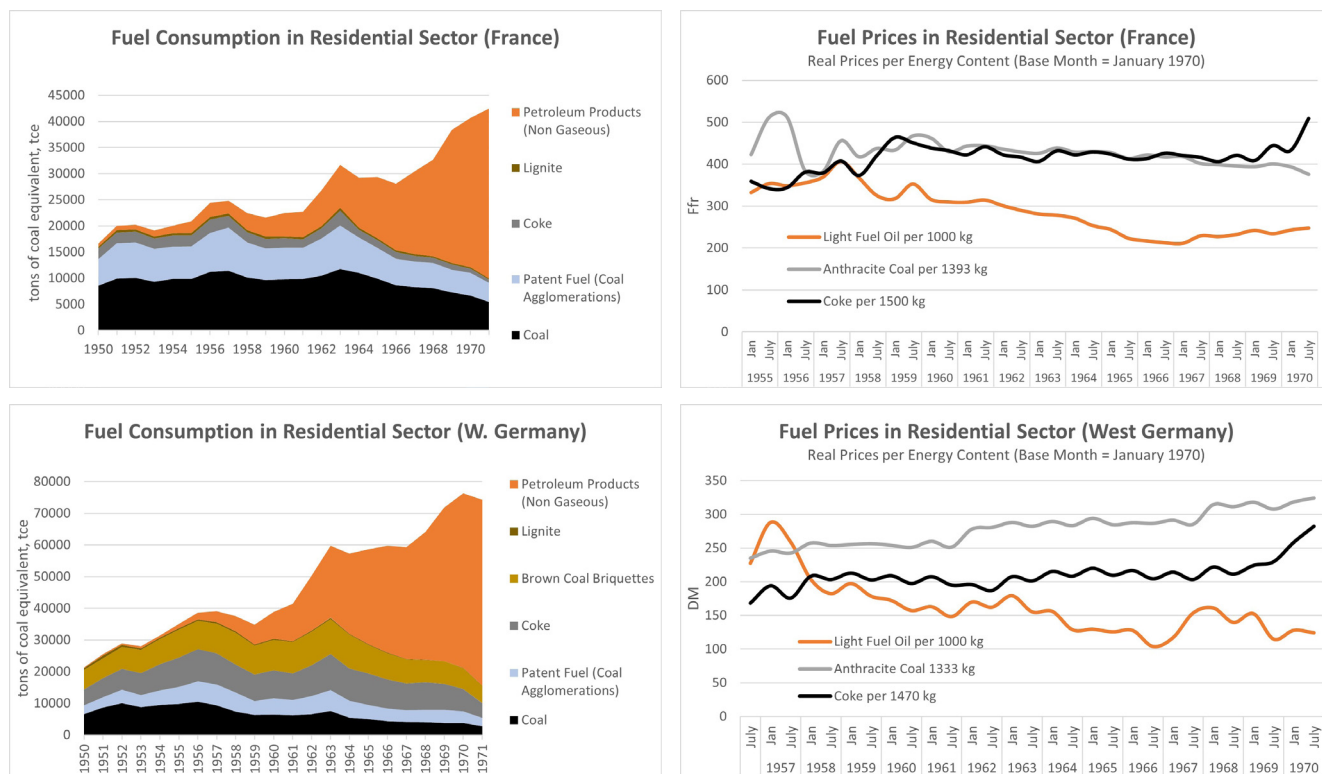 Fuel Consumption in Residential Sector (France)
tons of coal equivalent, tce
45000
40000
35000
30000
25000
20000
15000
10000
5000
0
1950 1952 1954 1956 1958 1960 1962 1964 1966 1968 1970
Petroleum Products
(Non Gaseous)
Lignite
Coke
Patent Fuel (Coal
Agglomerations)
Coal
Fuel Prices in Residential Sector (France)
Real Prices per Energy Content (Base Month = January 1970)
Ffr
600
500
400
300
200
100
0
Light Fuel Oil per 1000 kg
Anthracite Coal per 1393 kg
Coke per 1500 kg
Jan July Jan July Jan July Jan July Jan July Jan July Jan July Jan July Jan July Jan July Jan July Jan July Jan July Jan July Jan July Jan July
1955 1956 1957 1958 1959 1960 1961 1962 1963 1964 1965 1966 1967 1968 1969 1970
Fuel Consumption in Residential Sector (W. Germany)
tons of coal equivalent, tce
80000
70000
60000
50000
40000
30000
20000
10000
0
1950 1951 1952 1953 1954 1955 1956 1957 1958 1959 1960 1961 1962 1963 1964 1965 1966 1967 1968 1969 1970 1971
Petroleum Products
(Non Gaseous)
Lignite
Brown Coal Briquettes
Coke
Patent Fuel (Coal
Agglomerations)
Coal
Fuel Prices in Residential Sector (West Germany)
Real Prices per Energy Content (Base Month = January 1970)
DM
350
300
250
200
150
100
50
0
Light Fuel Oil per 1000 kg
Anthracite Coal 1333 kg
Coke per 1470 kg
July Jan July Jan July Jan July Jan July Jan July Jan July Jan July Jan July Jan July Jan July Jan July Jan July Jan July Jan July
1957 1958 1959 1960 1961 1962 1963 1964 1965 1966 1967 1968 1969 1970